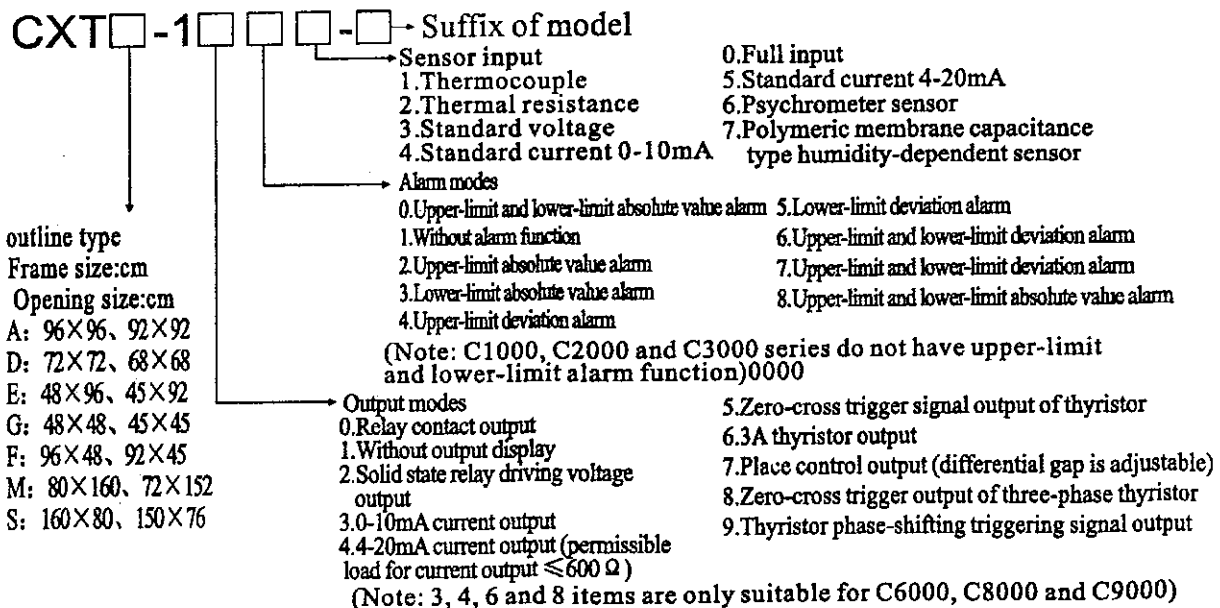 CXT□-1□□□-□→Suffix of model
Sensor input
1.Thermocouple
2.Thermal resistance
3.Standard voltage
4.Standard current 0-10mA
0.Full input
5.Standard current 4-20mA
6.Psychrometer sensor
7.Polymeric membrane capacitance
type humidity-dependent sensor
Alarm modes
0.Upper-limit and lower-limit absolute value alarm
1.Without alarm function
2.Upper-limit absolute value alarm
3.Lower-limit absolute value alarm
4.Upper-limit deviation alarm
5.Lower-limit deviation alarm
6.Upper-limit and lower-limit deviation alarm
7.Upper-limit and lower-limit deviation alarm
8.Upper-limit and lower-limit absolute value alarm
(Note: C1000, C2000 and C3000 series do not have upper-limit
and lower-limit alarm function)0000
outline type
Frame size:cm
Opening size:cm
A: 96×96、92×92
D: 72×72、68×68
E: 48×96、45×92
G: 48×48、45×45
F: 96×48、92×45
M: 80×160、72×152
S: 160×80、150×76
Output modes
0.Relay contact output
1.Without output display
2.Solid state relay driving voltage
output
3.0-10mA current output
4.4-20mA current output (permissible
load for current output ≤600Ω)
5.Zero-cross trigger signal output of thyristor
6.3A thyristor output
7.Place control output (differential gap is adjustable)
8.Zero-cross trigger output of three-phase thyristor
9.Thyristor phase-shifting triggering signal output
(Note: 3, 4, 6 and 8 items are only suitable for C6000, C8000 and C9000)